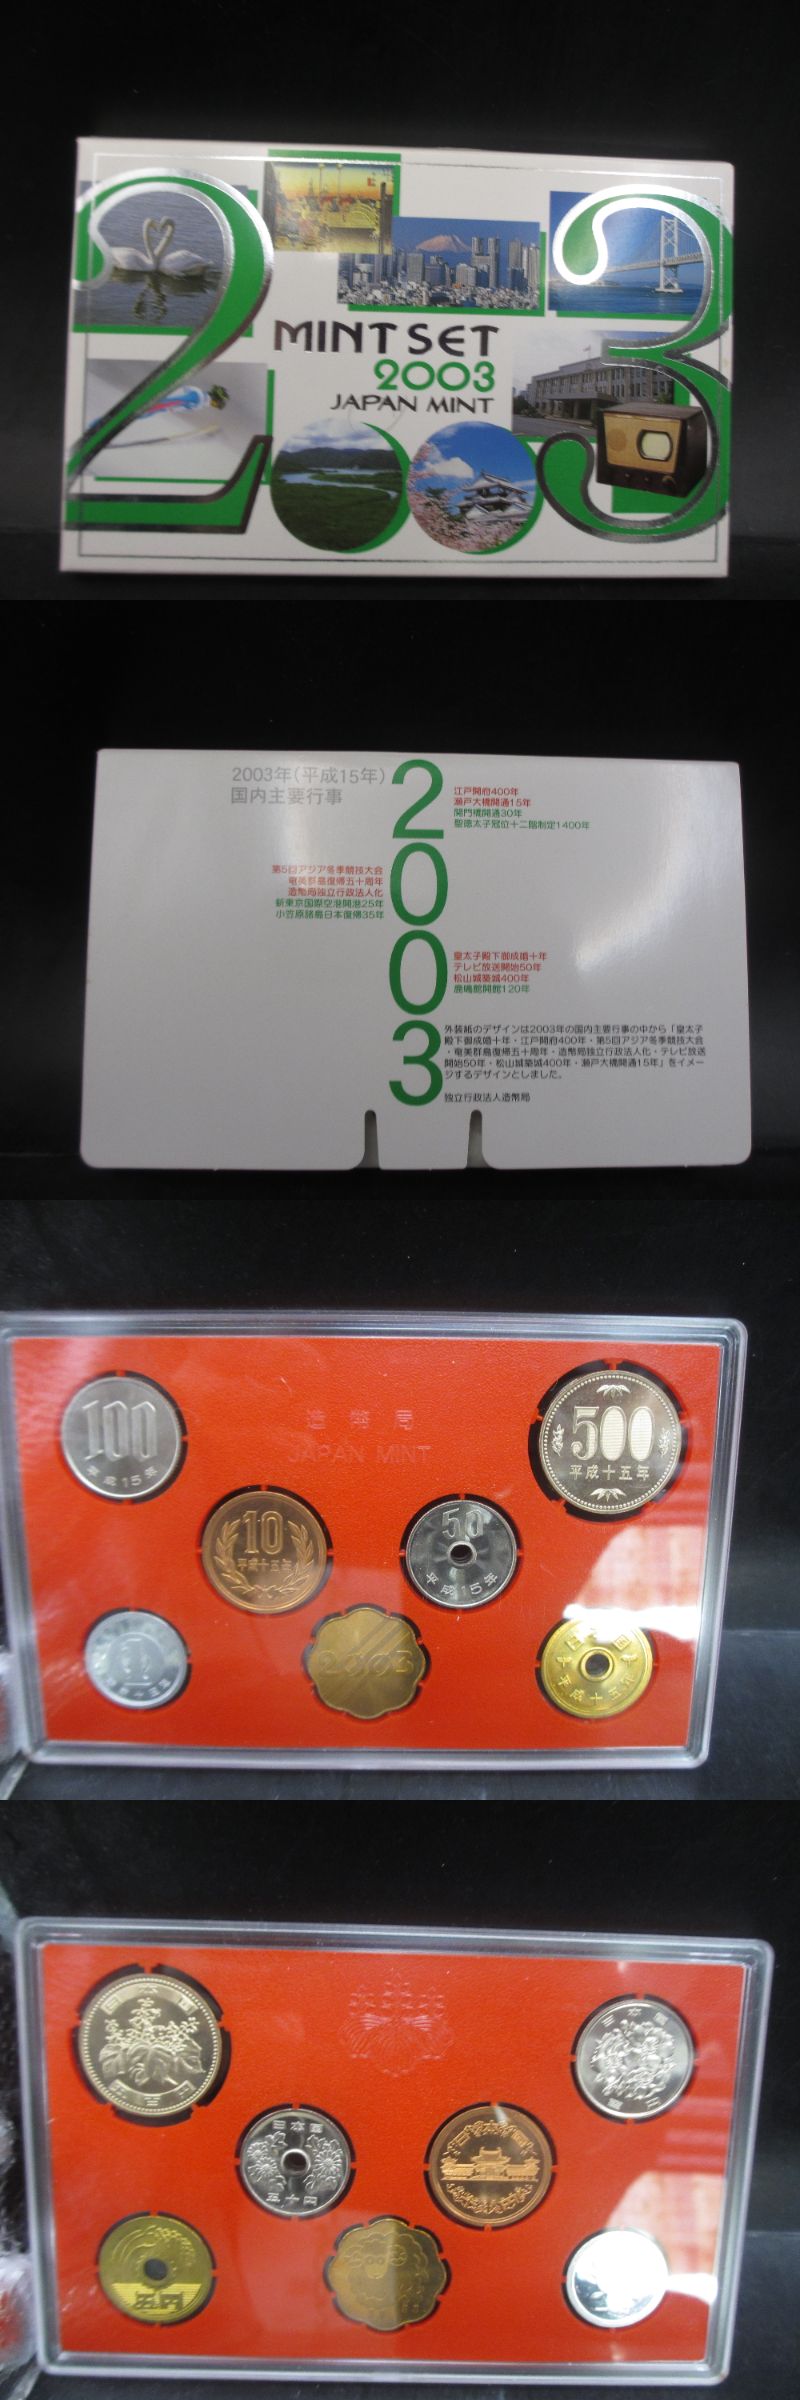 MINT SET
2003
JAPAN MINT
2003年(平成15年)
国内主要行事
2003
江戸開府400年
瀬戸大橋開通15年
関門橋開通30年
聖徳太子冠位十二階制定1400年
第5回アジア冬季競技大会
奄美群島復帰五十周年
造幣局独立行政法人化
新東京国際空港開港25年
小笠原諸島日本復帰35年
皇太子殿下御成婚十年
テレビ放送開始50年
松山城築城400年
鹿鳴館開館120年
外装紙のデザインは2003年の国内主要行事の中から「皇太子
殿下御成婚十年・江戸開府400年・第5回アジア冬季競技大会
・奄美群島復帰五十周年・造幣局独立行政法人化・テレビ放送
開始50年・松山城築城400年・瀬戸大橋開通15年」をイメー
ジするデザインとしました。
独立行政法人造幣局
造幣局
JAPAN MINT
100
平成15年
500
平成十五年
10
平成十五年
50
平成15年
1
2003
日本国
平成十五年
日本国
五百円
日本国
百円
日本国
五十円
日本国
五円